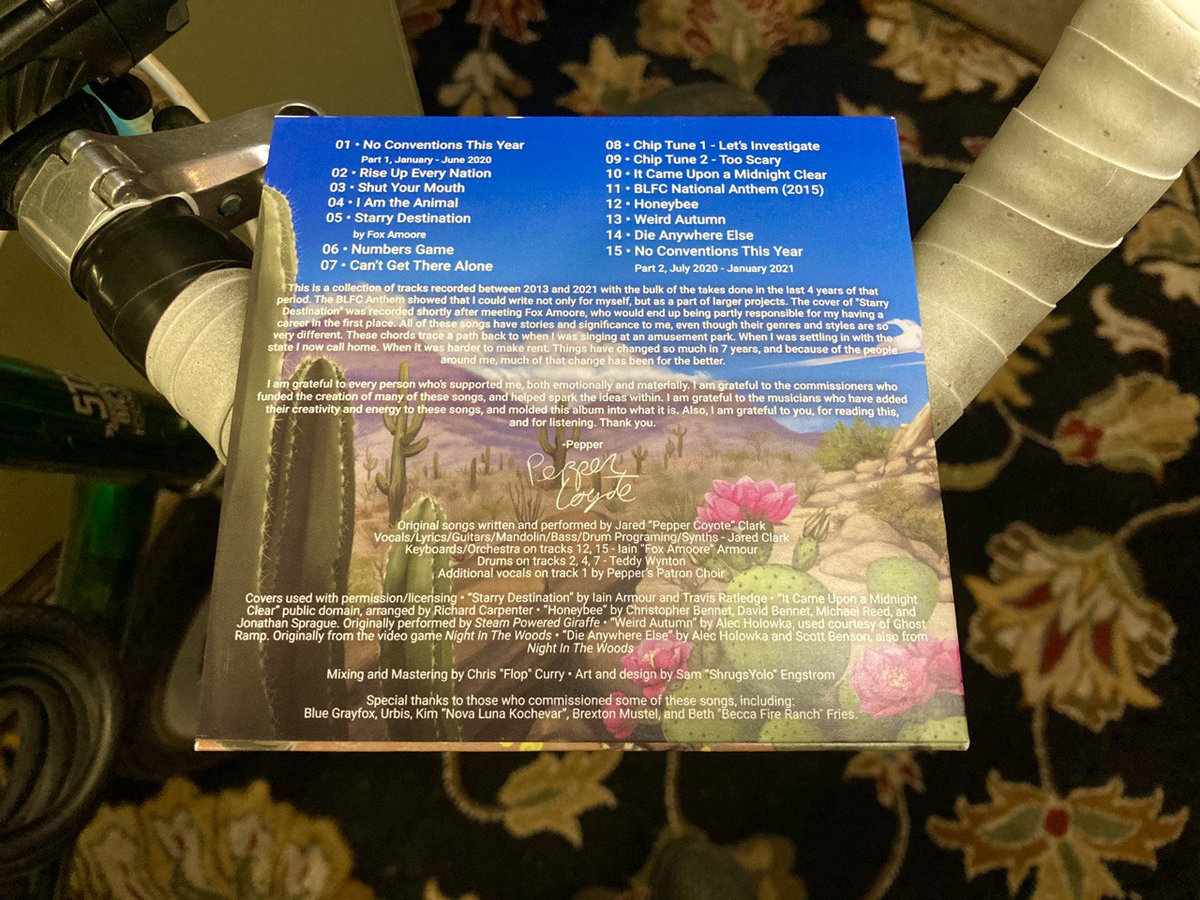 01 • No Conventions This Year
Part 1, January - June 2020
02 • Rise Up Every Nation
03 • Shut Your Mouth
04 • I Am the Animal
05 • Starry Destination
by Fox Amoore
06 • Numbers Game
07 • Can't Get There Alone
08 • Chip Tune 1 - Let's Investigate
09 • Chip Tune 2 - Too Scary
10 • It Came Upon a Midnight Clear
11 • BLFC National Anthem (2015)
12 • Honeybee
13 • Weird Autumn
14 • Die Anywhere Else
15 • No Conventions This Year
Part 2, July 2020 - January 2021
This is a collection of tracks recorded between 2013 and 2021 with the bulk of the takes done in the last 4 years of that
period. The BLFC Anthem showed that I could write not only for myself, but as a part of larger projects. The cover of "Starry
Destination" was recorded shortly after meeting Fox Amoore, who would end up being partly responsible for my having a
career in the first place. All of these songs have stories and significance to me, even though their genres and styles are so
very different. These chords trace a path back to when I was singing at an amusement park. When I was settling in with the
state I now call home. When it was harder to make rent. Things have changed so much in 7 years, and because of the people
around me, much of that change has been for the better.
I am grateful to every person who's supported me, both emotionally and materially. I am grateful to the commissioners who
funded the creation of many of these songs, and helped spark the ideas within. I am grateful to the musicians who have added
their creativity and energy to these songs, and molded this album into what it is. Also, I am grateful to you, for reading this,
and for listening. Thank you.
-Pepper
Pepper
Coyote
Original songs written and performed by Jared "Pepper Coyote" Clark
Vocals/Lyrics/Guitars/Mandolin/Bass/Drum Programing/Synths - Jared Clark
Keyboards/Orchestra on tracks 12, 15 - Iain "Fox Amoore" Armour
Drums on tracks 2, 4, 7 - Teddy Wynton
Additional vocals on track 1 by Pepper's Patron Choir
Covers used with permission/licensing • "Starry Destination" by Iain Armour and Travis Ratledge • "It Came Upon a Midnight
Clear" public domain, arranged by Richard Carpenter • "Honeybee" by Christopher Bennet, David Bennet, Michael Reed, and
Jonathan Sprague. Originally performed by Steam Powered Giraffe • "Weird Autumn" by Alec Holowka, used courtesy of Ghost
Ramp. Originally from the video game Night In The Woods • "Die Anywhere Else" by Alec Holowka and Scott Benson, also from
Night In The Woods
Mixing and Mastering by Chris "Flop" Curry • Art and design by Sam "ShrugsYolo" Engstrom
Special thanks to those who commissioned some of these songs, including:
Blue Grayfox, Urbis, Kim "Nova Luna Kochevar", Brexton Mustel, and Beth "Becca Fire Ranch" Fries.